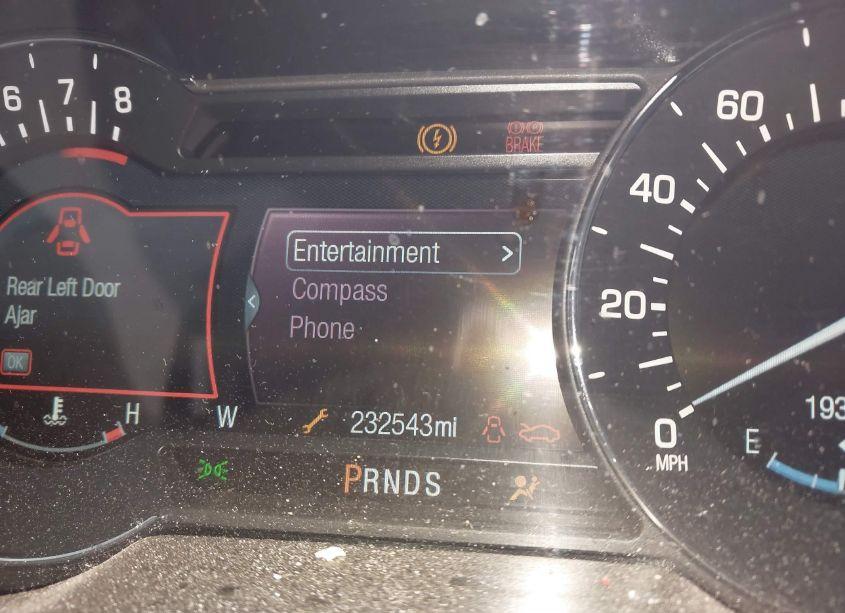 6 7 8
BRAKE
60
40
20
0
MPH
Rear Left Door
Ajar
OK
Entertainment >
Compass
Phone
H
W
232543mi
PRNDS
E
193